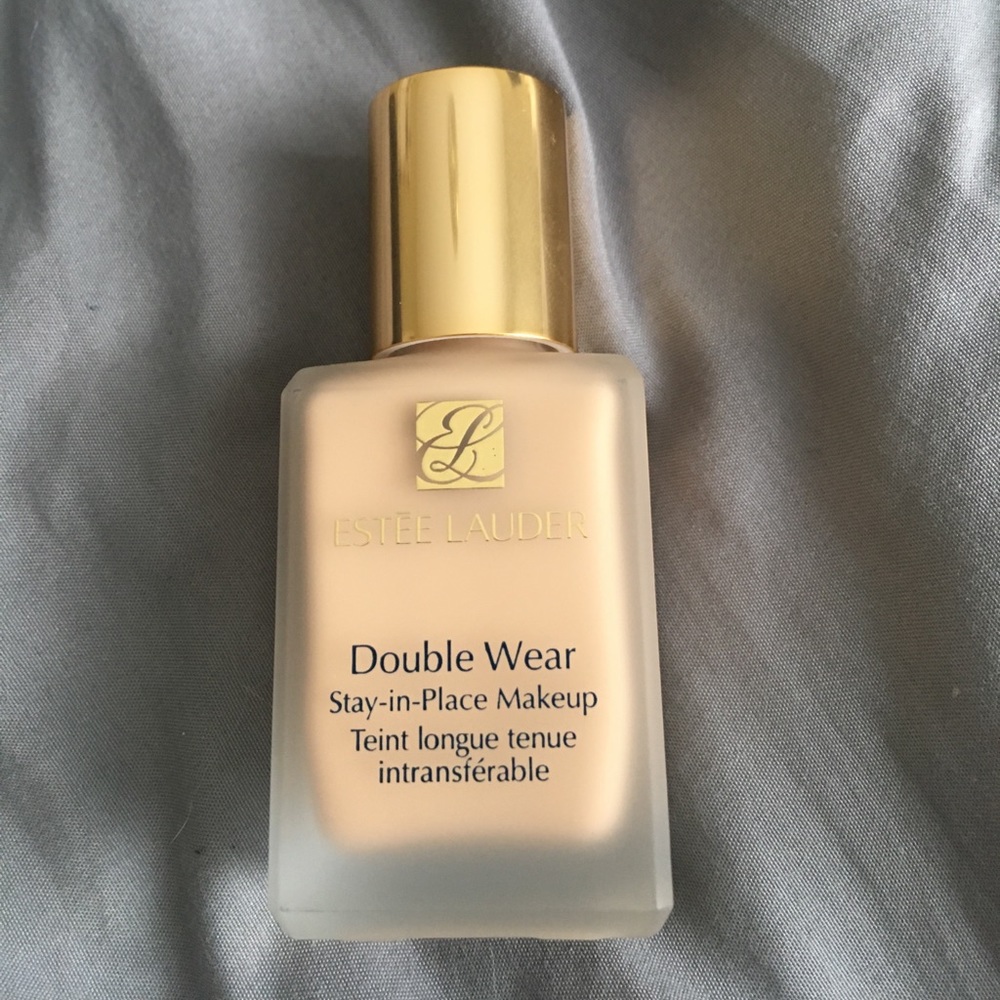 EL
ESTĒE LAUDER
Double Wear
Stay-in-Place Makeup
Teint longue tenue
intransférable